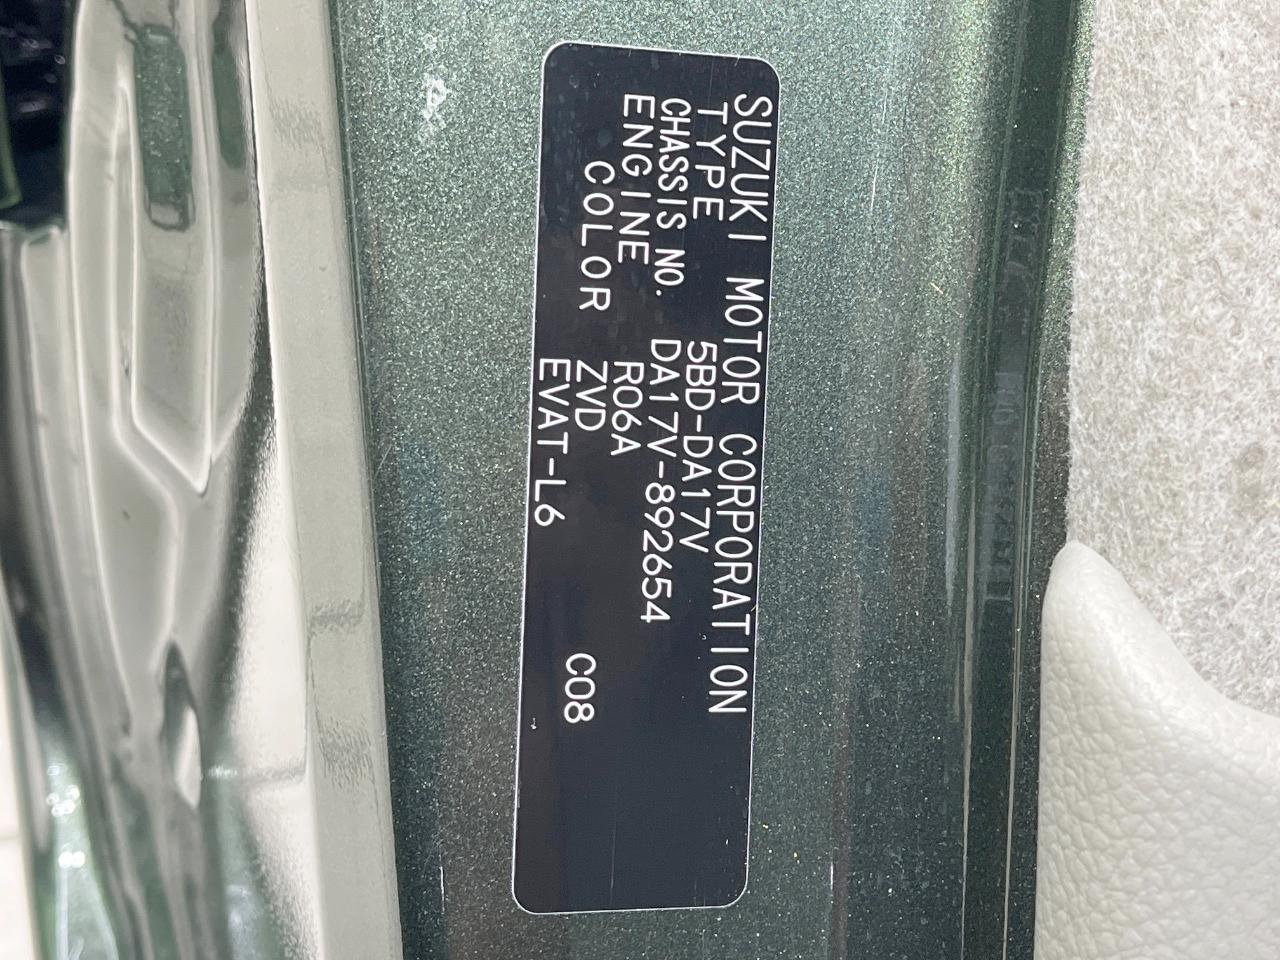 SUZUKI MOTOR CORPORATION
TYPE 5BD-DA17V
CHASSIS NO. DA17V-892654
ENGINE R06A
COLOR ZVD C08
EVAT-L6